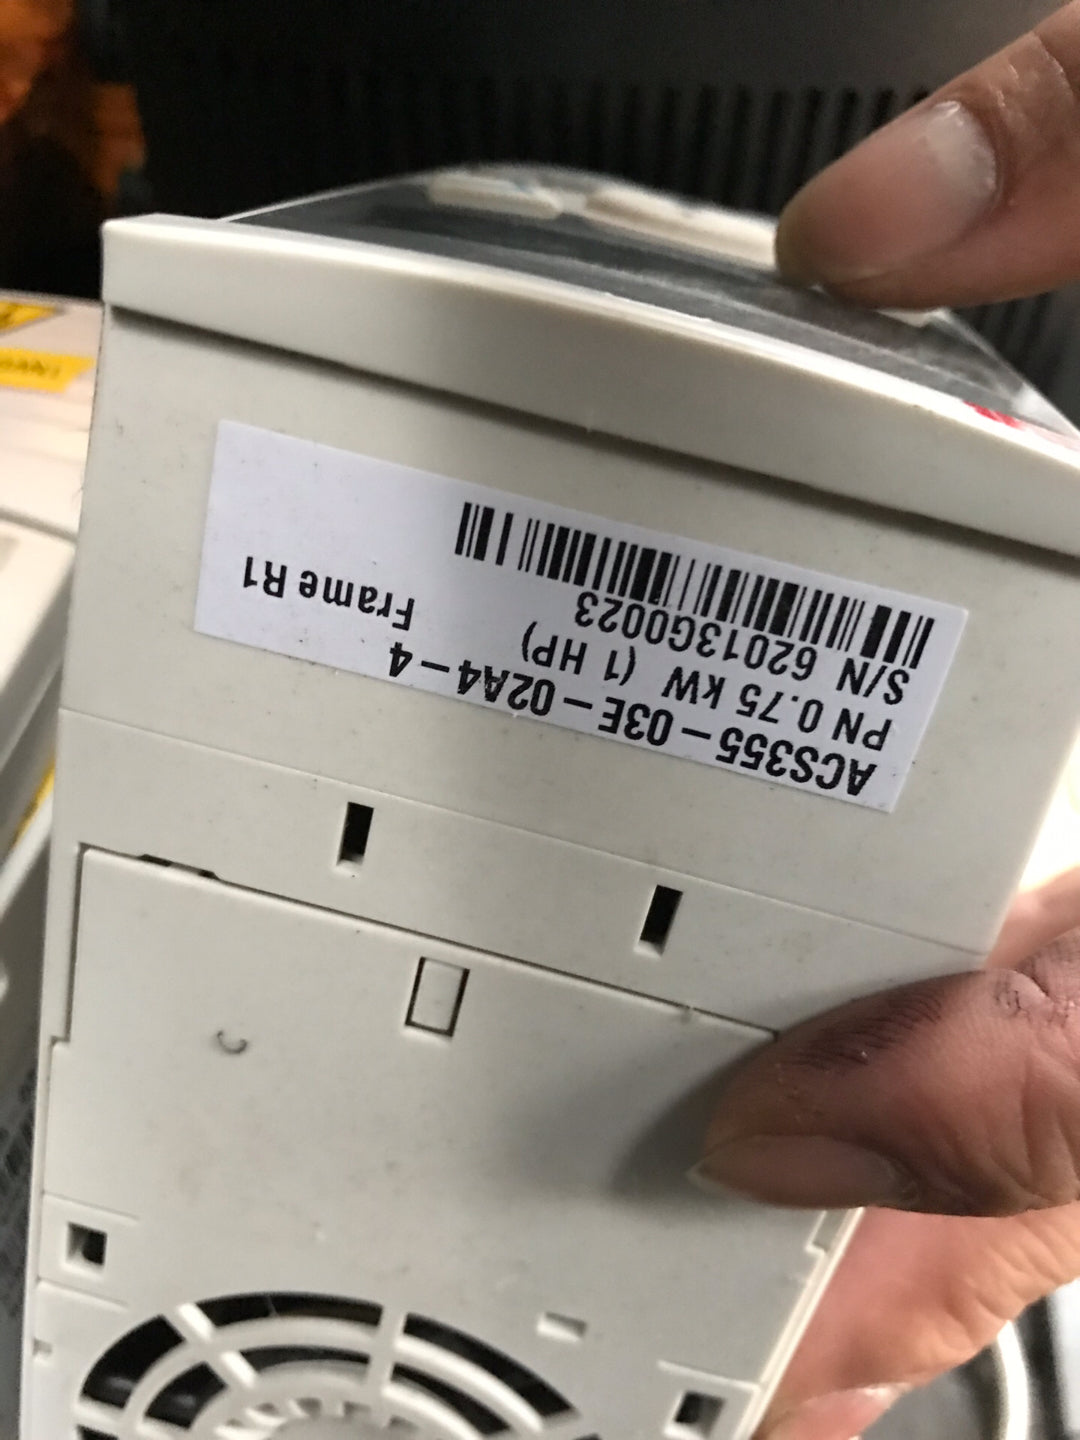 ACS355-03E-02A4-4
PN 0.75 kW (1 HP)
Frame R1
S/N 62013G0023